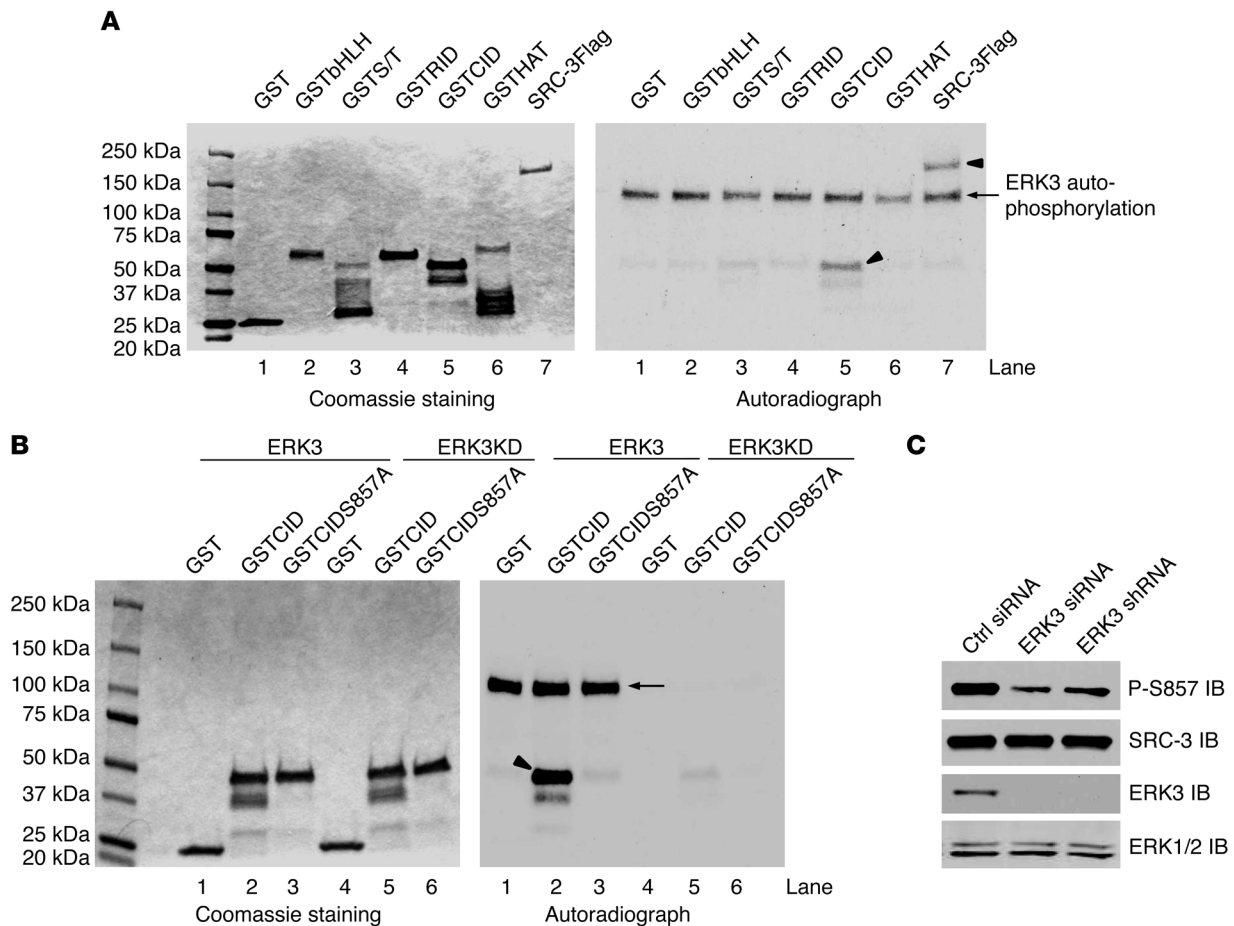 A
GST
GSTbHLH
GSTS/T
GSTRID
GSTCID
GSTHAT
SRC-3Flag
GST
GSTbHLH
GSTS/T
GSTRID
GSTCID
GSTHAT
SRC-3Flag
250 kDa
150 kDa
100 kDa
75 kDa
50 kDa
37 kDa
25 kDa
20 kDa
ERK3 auto-
phosphorylation
1 2 3 4 5 6 7
1 2 3 4 5 6 7 Lane
Coomassie staining
Autoradiograph
B
ERK3
ERK3KD
ERK3
ERK3KD
GST
GSTCID
GSTCIDS857A
GST
GSTCID
GSTCIDS857A
GST
GSTCID
GSTCIDS857A
GST
GSTCID
GSTCIDS857A
250 kDa
150 kDa
100 kDa
75 kDa
50 kDa
37 kDa
25 kDa
20 kDa
1 2 3 4 5 6
1 2 3 4 5 6 Lane
Coomassie staining
Autoradiograph
C
Ctrl siRNA
ERK3 siRNA
ERK3 shRNA
P-S857 IB
SRC-3 IB
ERK3 IB
ERK1/2 IB